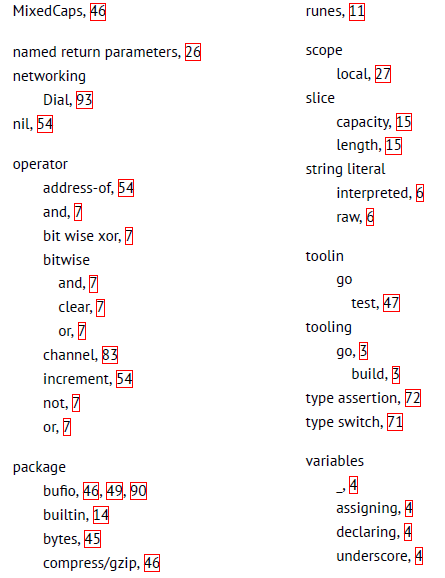 MixedCaps, 46
named return parameters, 26
networking
Dial, 93
nil, 54
operator
address-of, 54
and, 7
bit wise xor, 7
bitwise
and, 7
clear, 7
or, 7
channel, 83
increment, 54
not, 7
or, 7
package
bufio, 46, 49, 90
builtin, 14
bytes, 45
compress/gzip, 46
runes, 11
scope
local, 27
slice
capacity, 15
length, 15
string literal
interpreted, 6
raw, 6
toolin
go
test, 47
tooling
go, 3
build, 3
type assertion, 72
type switch, 71
variables
_, 4
assigning, 4
declaring, 4
underscore, 4